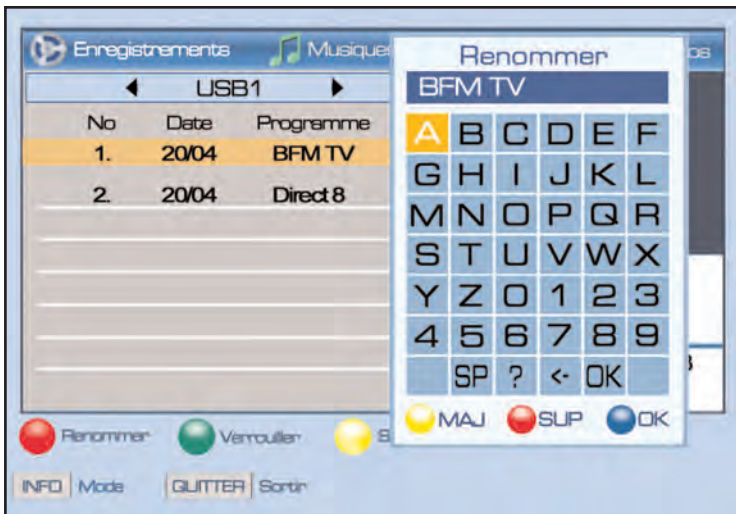 Enregistrements Musiques
USB1
No Date Programme
1. 20/04 BFM TV
2. 20/04 Direct 8
Renommer Verrouiller
INFO Mode QUITTER Sortir
Renommer
BFM TV
A B C D E F
G H I J K L
M N O P Q R
S T U V W X
Y Z 0 1 2 3
4 5 6 7 8 9
SP ? <- OK
MAJ SUP OK